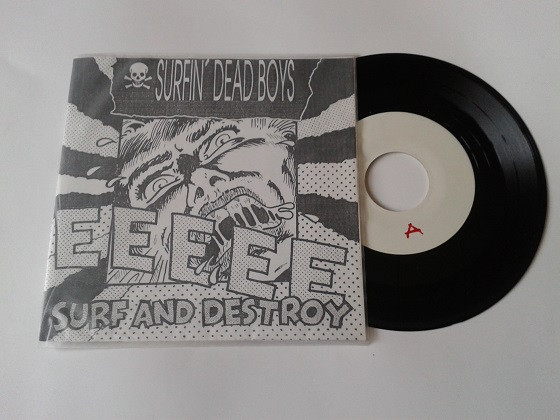 SURFIN' DEAD BOYS
EEEEE
SURF AND DESTROY
A